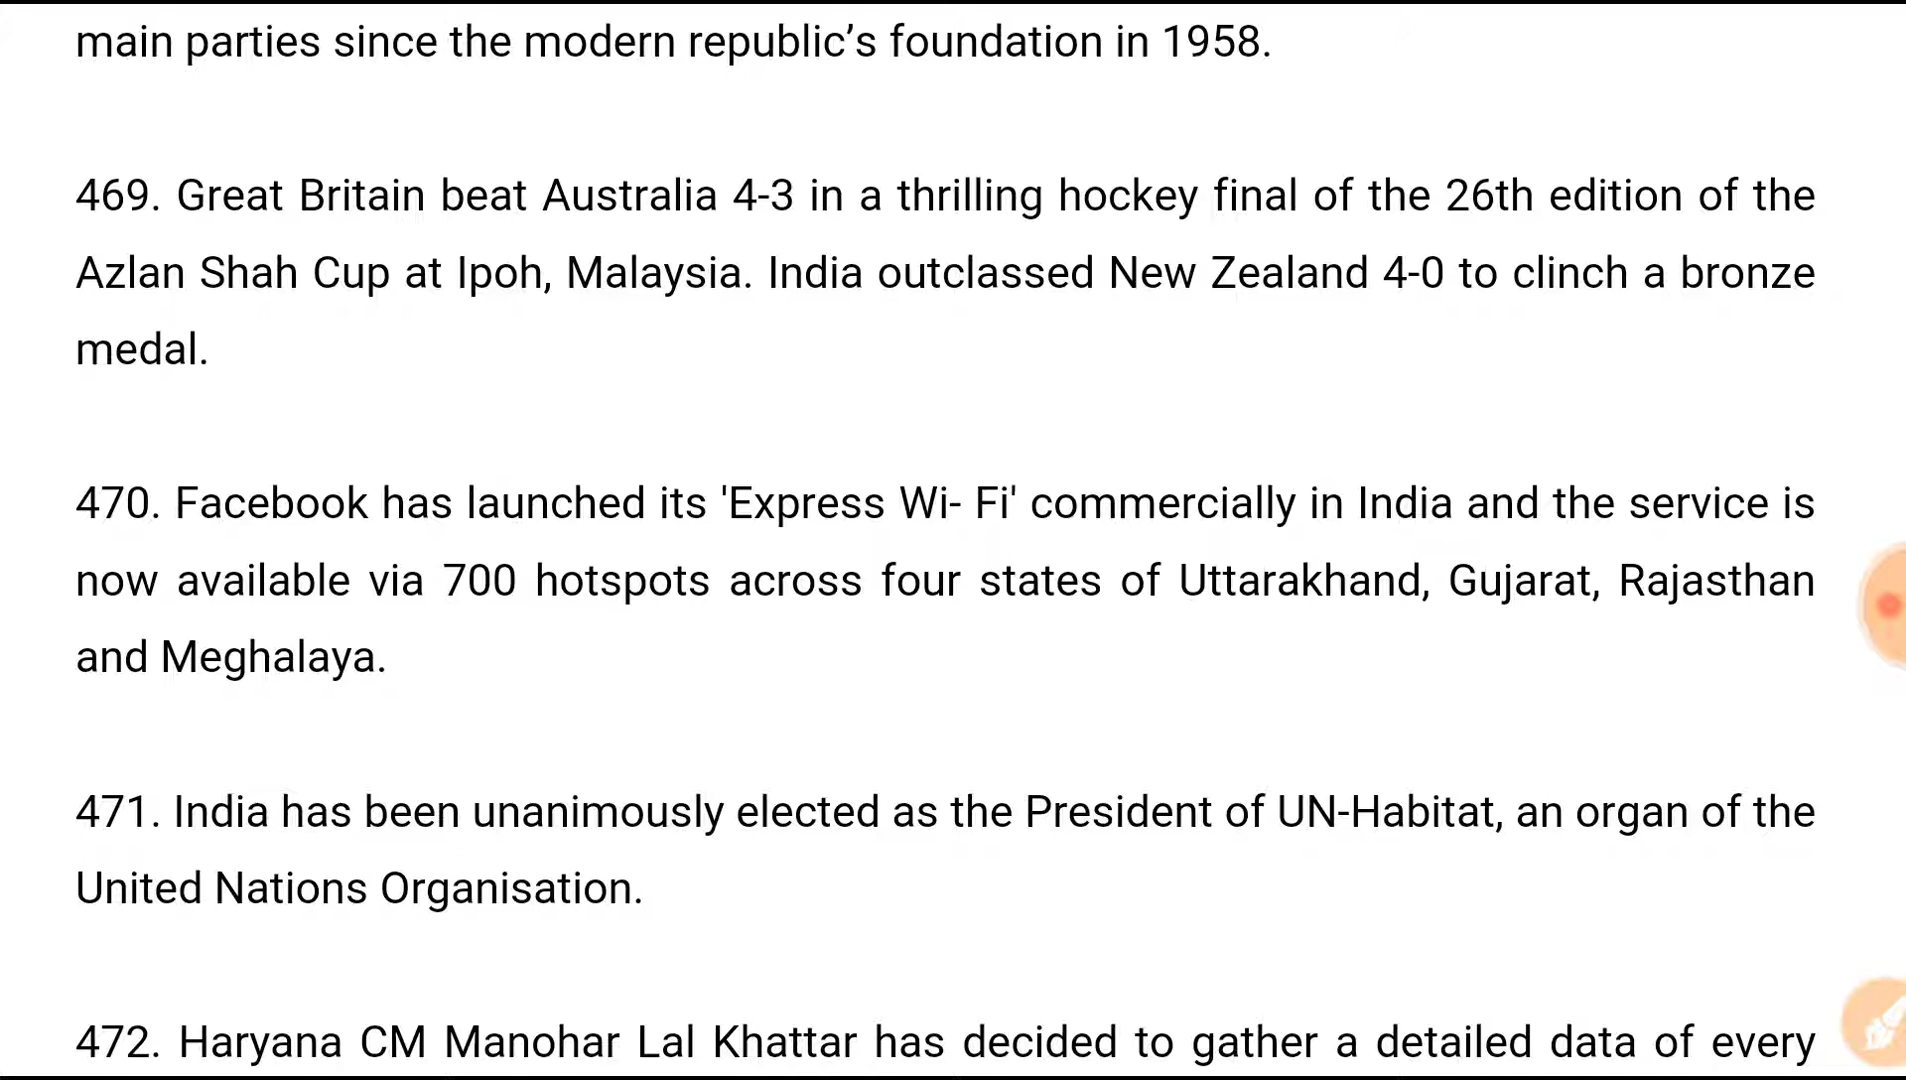 main parties since the modern republic’s foundation in 1958.
469. Great Britain beat Australia 4-3 in a thrilling hockey final of the 26th edition of the
Azlan Shah Cup at Ipoh, Malaysia. India outclassed New Zealand 4-0 to clinch a bronze
medal.
470. Facebook has launched its 'Express Wi- Fi' commercially in India and the service is
now available via 700 hotspots across four states of Uttarakhand, Gujarat, Rajasthan
and Meghalaya.
471. India has been unanimously elected as the President of UN-Habitat, an organ of the
United Nations Organisation.
472. Haryana CM Manohar Lal Khattar has decided to gather a detailed data of every